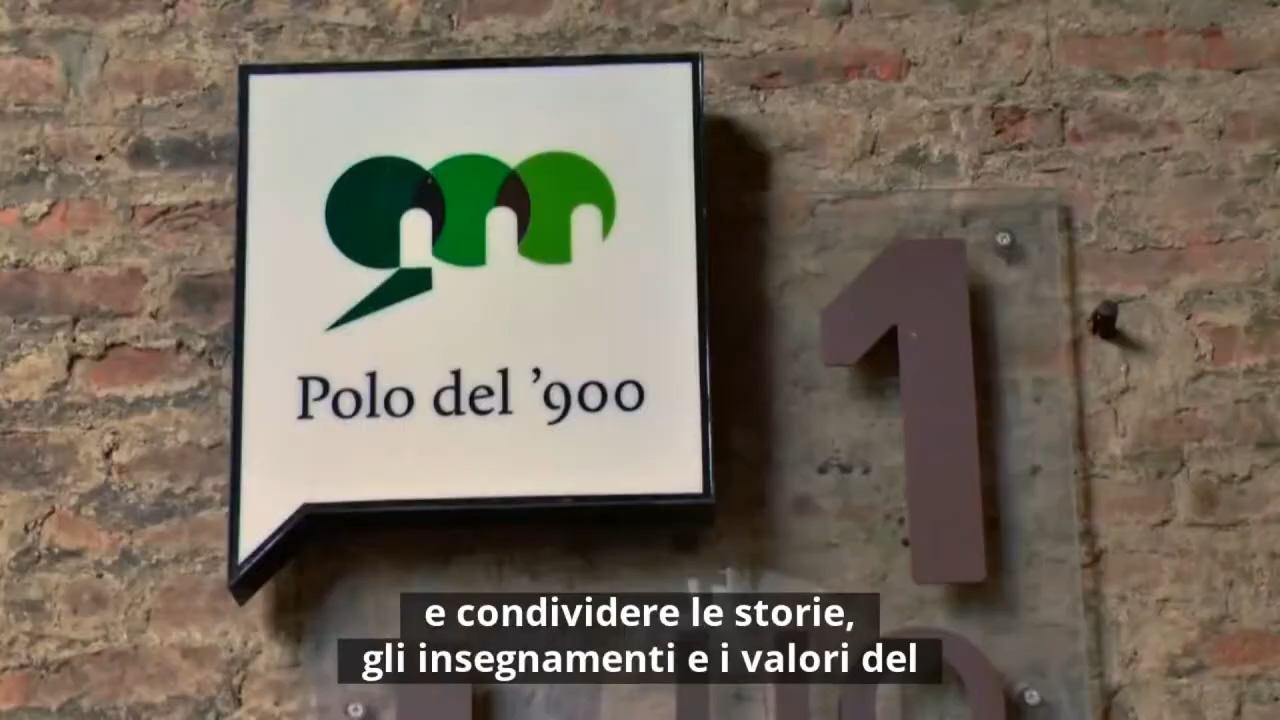 Polo del ’900
1
e condividere le storie,
gli insegnamenti e i valori del